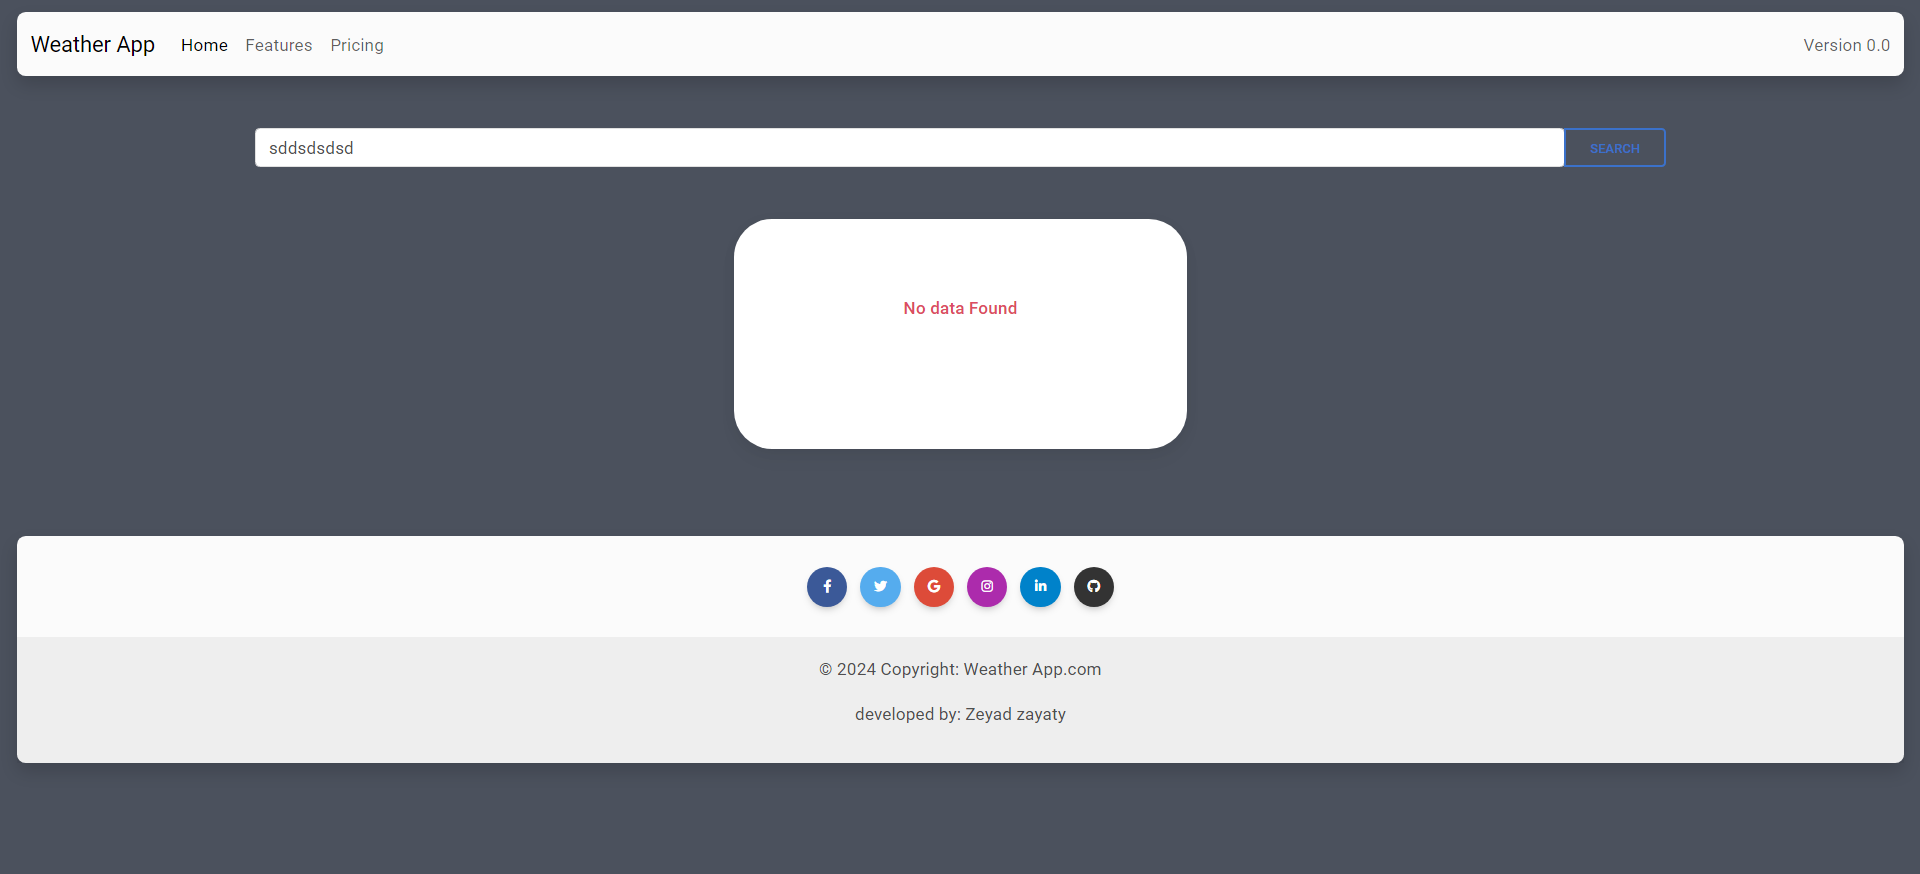 Weather App Home Features Pricing Version 0.0
sddsdsdsd SEARCH
No data Found
© 2024 Copyright: Weather App.com
developed by: Zeyad zayaty